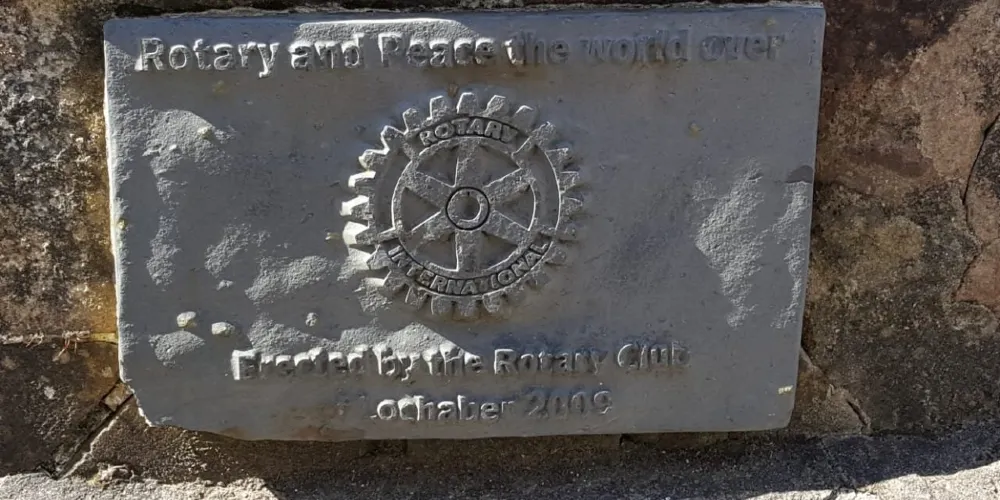 Rotary and Peace the world over
ROTARY
INTERNATIONAL
Erected by the Rotary Club
Lochaber 2009